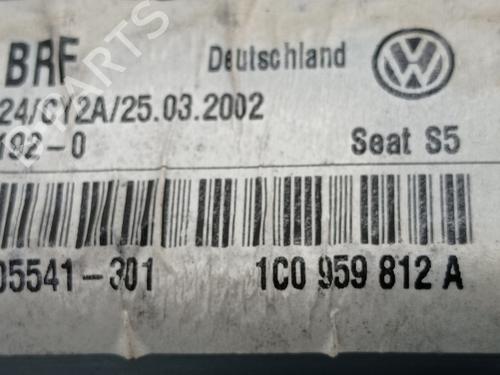 BRF Deutschland
24/CY2A/25.03.2002
192-0 Seat S5
05541-301 1C0 959 812 A